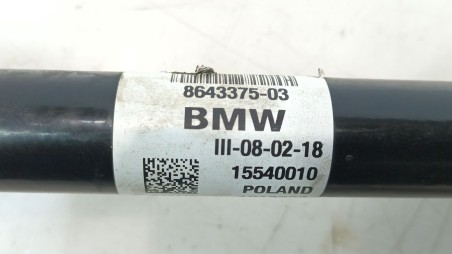 8643375-03
BMW
III-08-02-18
15540010
POLAND